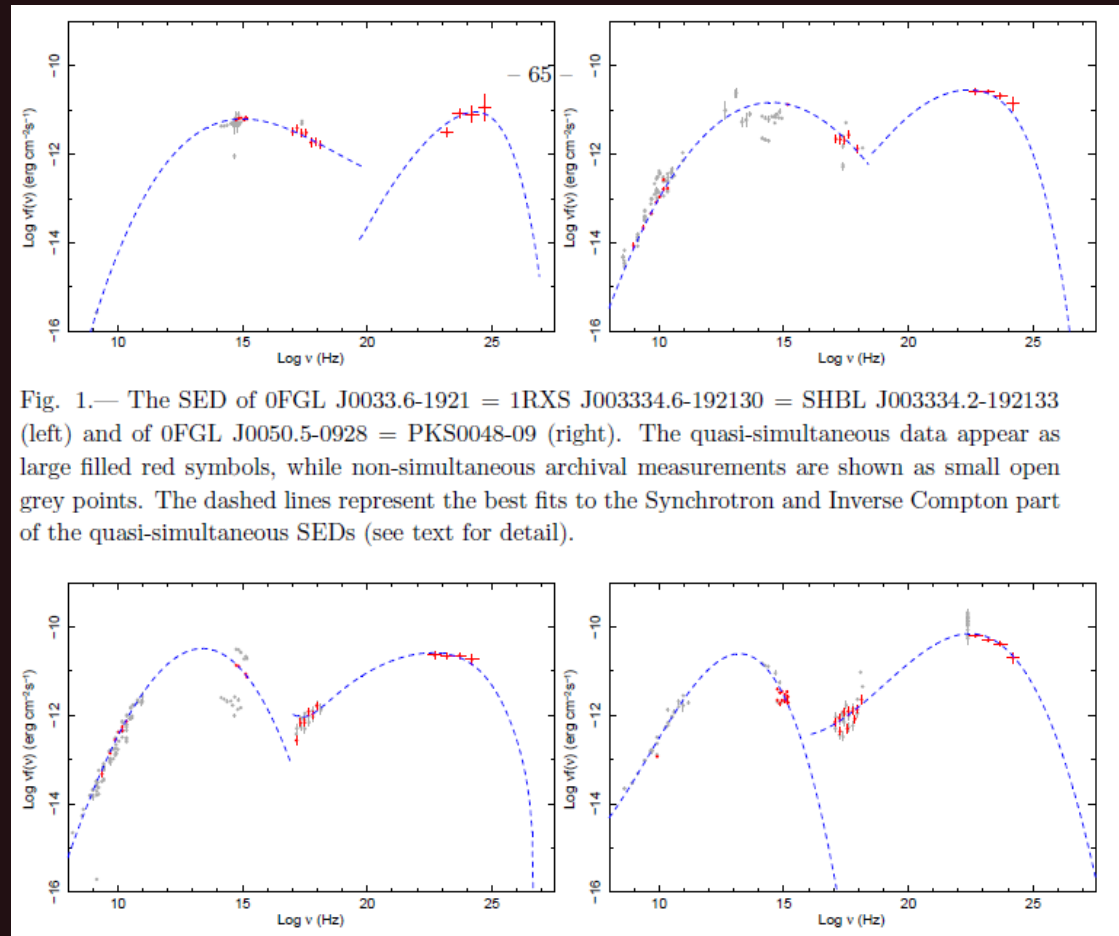 – 65 –
-10
-12
-14
-16
Log νf(ν) (erg cm⁻²s⁻¹)
10 15 20 25
Log ν (Hz)
-10
-12
-14
-16
Log νf(ν) (erg cm⁻²s⁻¹)
10 15 20 25
Log ν (Hz)
Fig. 1.— The SED of 0FGL J0033.6-1921 = 1RXS J003334.6-192130 = SHBL J003334.2-192133
(left) and of 0FGL J0050.5-0928 = PKS0048-09 (right). The quasi-simultaneous data appear as
large filled red symbols, while non-simultaneous archival measurements are shown as small open
grey points. The dashed lines represent the best fits to the Synchrotron and Inverse Compton part
of the quasi-simultaneous SEDs (see text for detail).
-10
-12
-14
-16
Log νf(ν) (erg cm⁻²s⁻¹)
10 15 20 25
Log ν (Hz)
-10
-12
-14
-16
Log νf(ν) (erg cm⁻²s⁻¹)
10 15 20 25
Log ν (Hz)